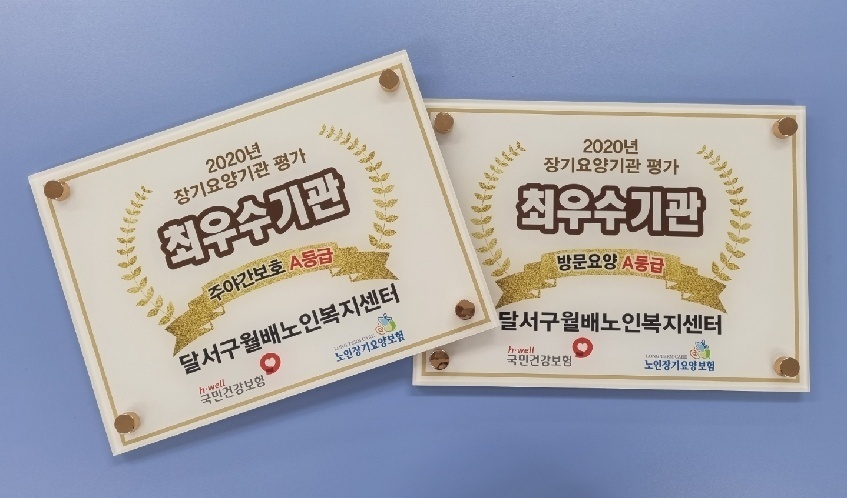 2020년
장기요양기관 평가
최우수기관
주야간보호 A등급
달서구월배노인복지센터
h·well
국민건강보험
노인장기요양보험
2020년
장기요양기관 평가
최우수기관
방문요양 A등급
달서구월배노인복지센터
h·well
국민건강보험
노인장기요양보험